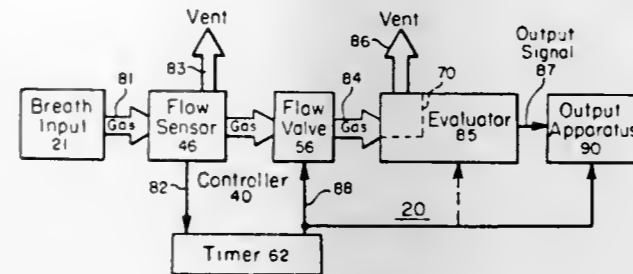 Vent
Vent
83
86
Output
Signal
87
81
84
70
Breath
Input
21
Gas
Flow
Sensor
46
Gas
Flow
Valve
56
Gas
Evaluator
85
Output
Apparatus
90
82
Controller
40
88
20
Timer 62